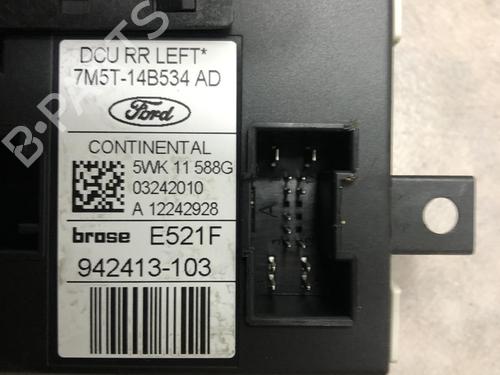 DCU RR LEFT*
7M5T-14B534 AD
Ford
CONTINENTAL
5WK 11 588G
03242010
A 12242928
brose E521F
942413-103
A
B-PARTS